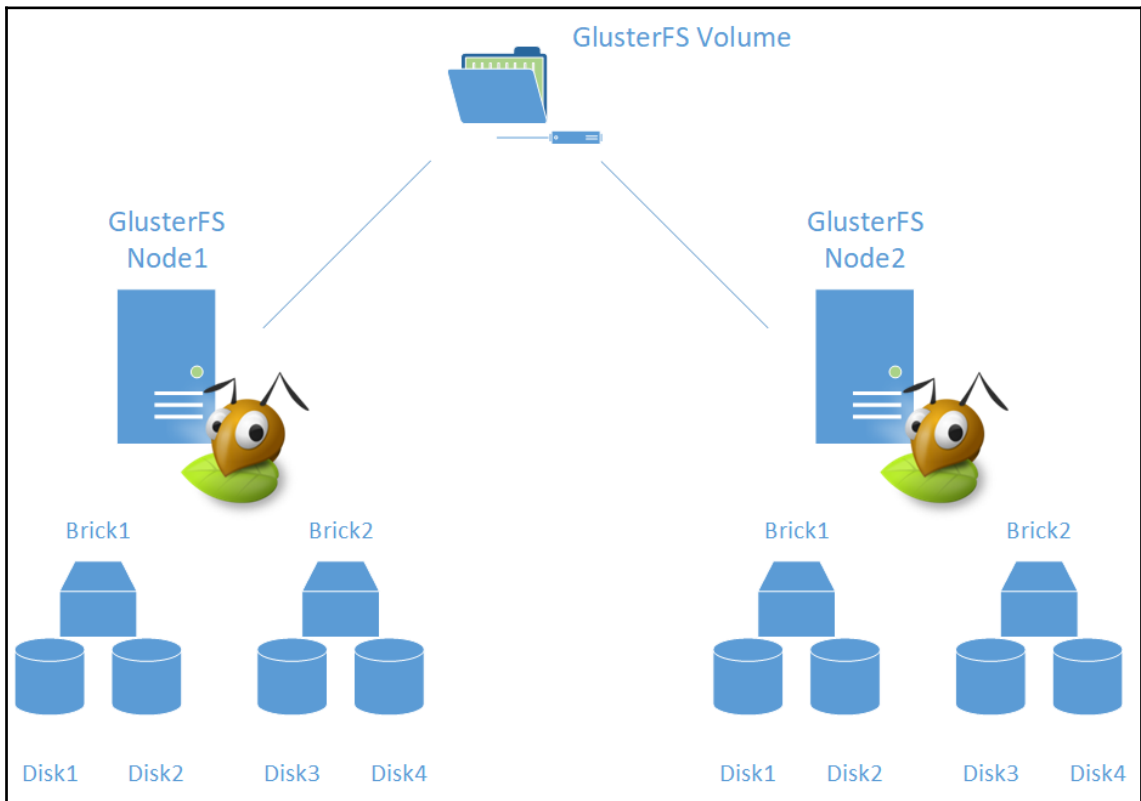 GlusterFS Volume
GlusterFS
Node1
GlusterFS
Node2
Brick1
Brick2
Brick1
Brick2
Disk1
Disk2
Disk3
Disk4
Disk1
Disk2
Disk3
Disk4